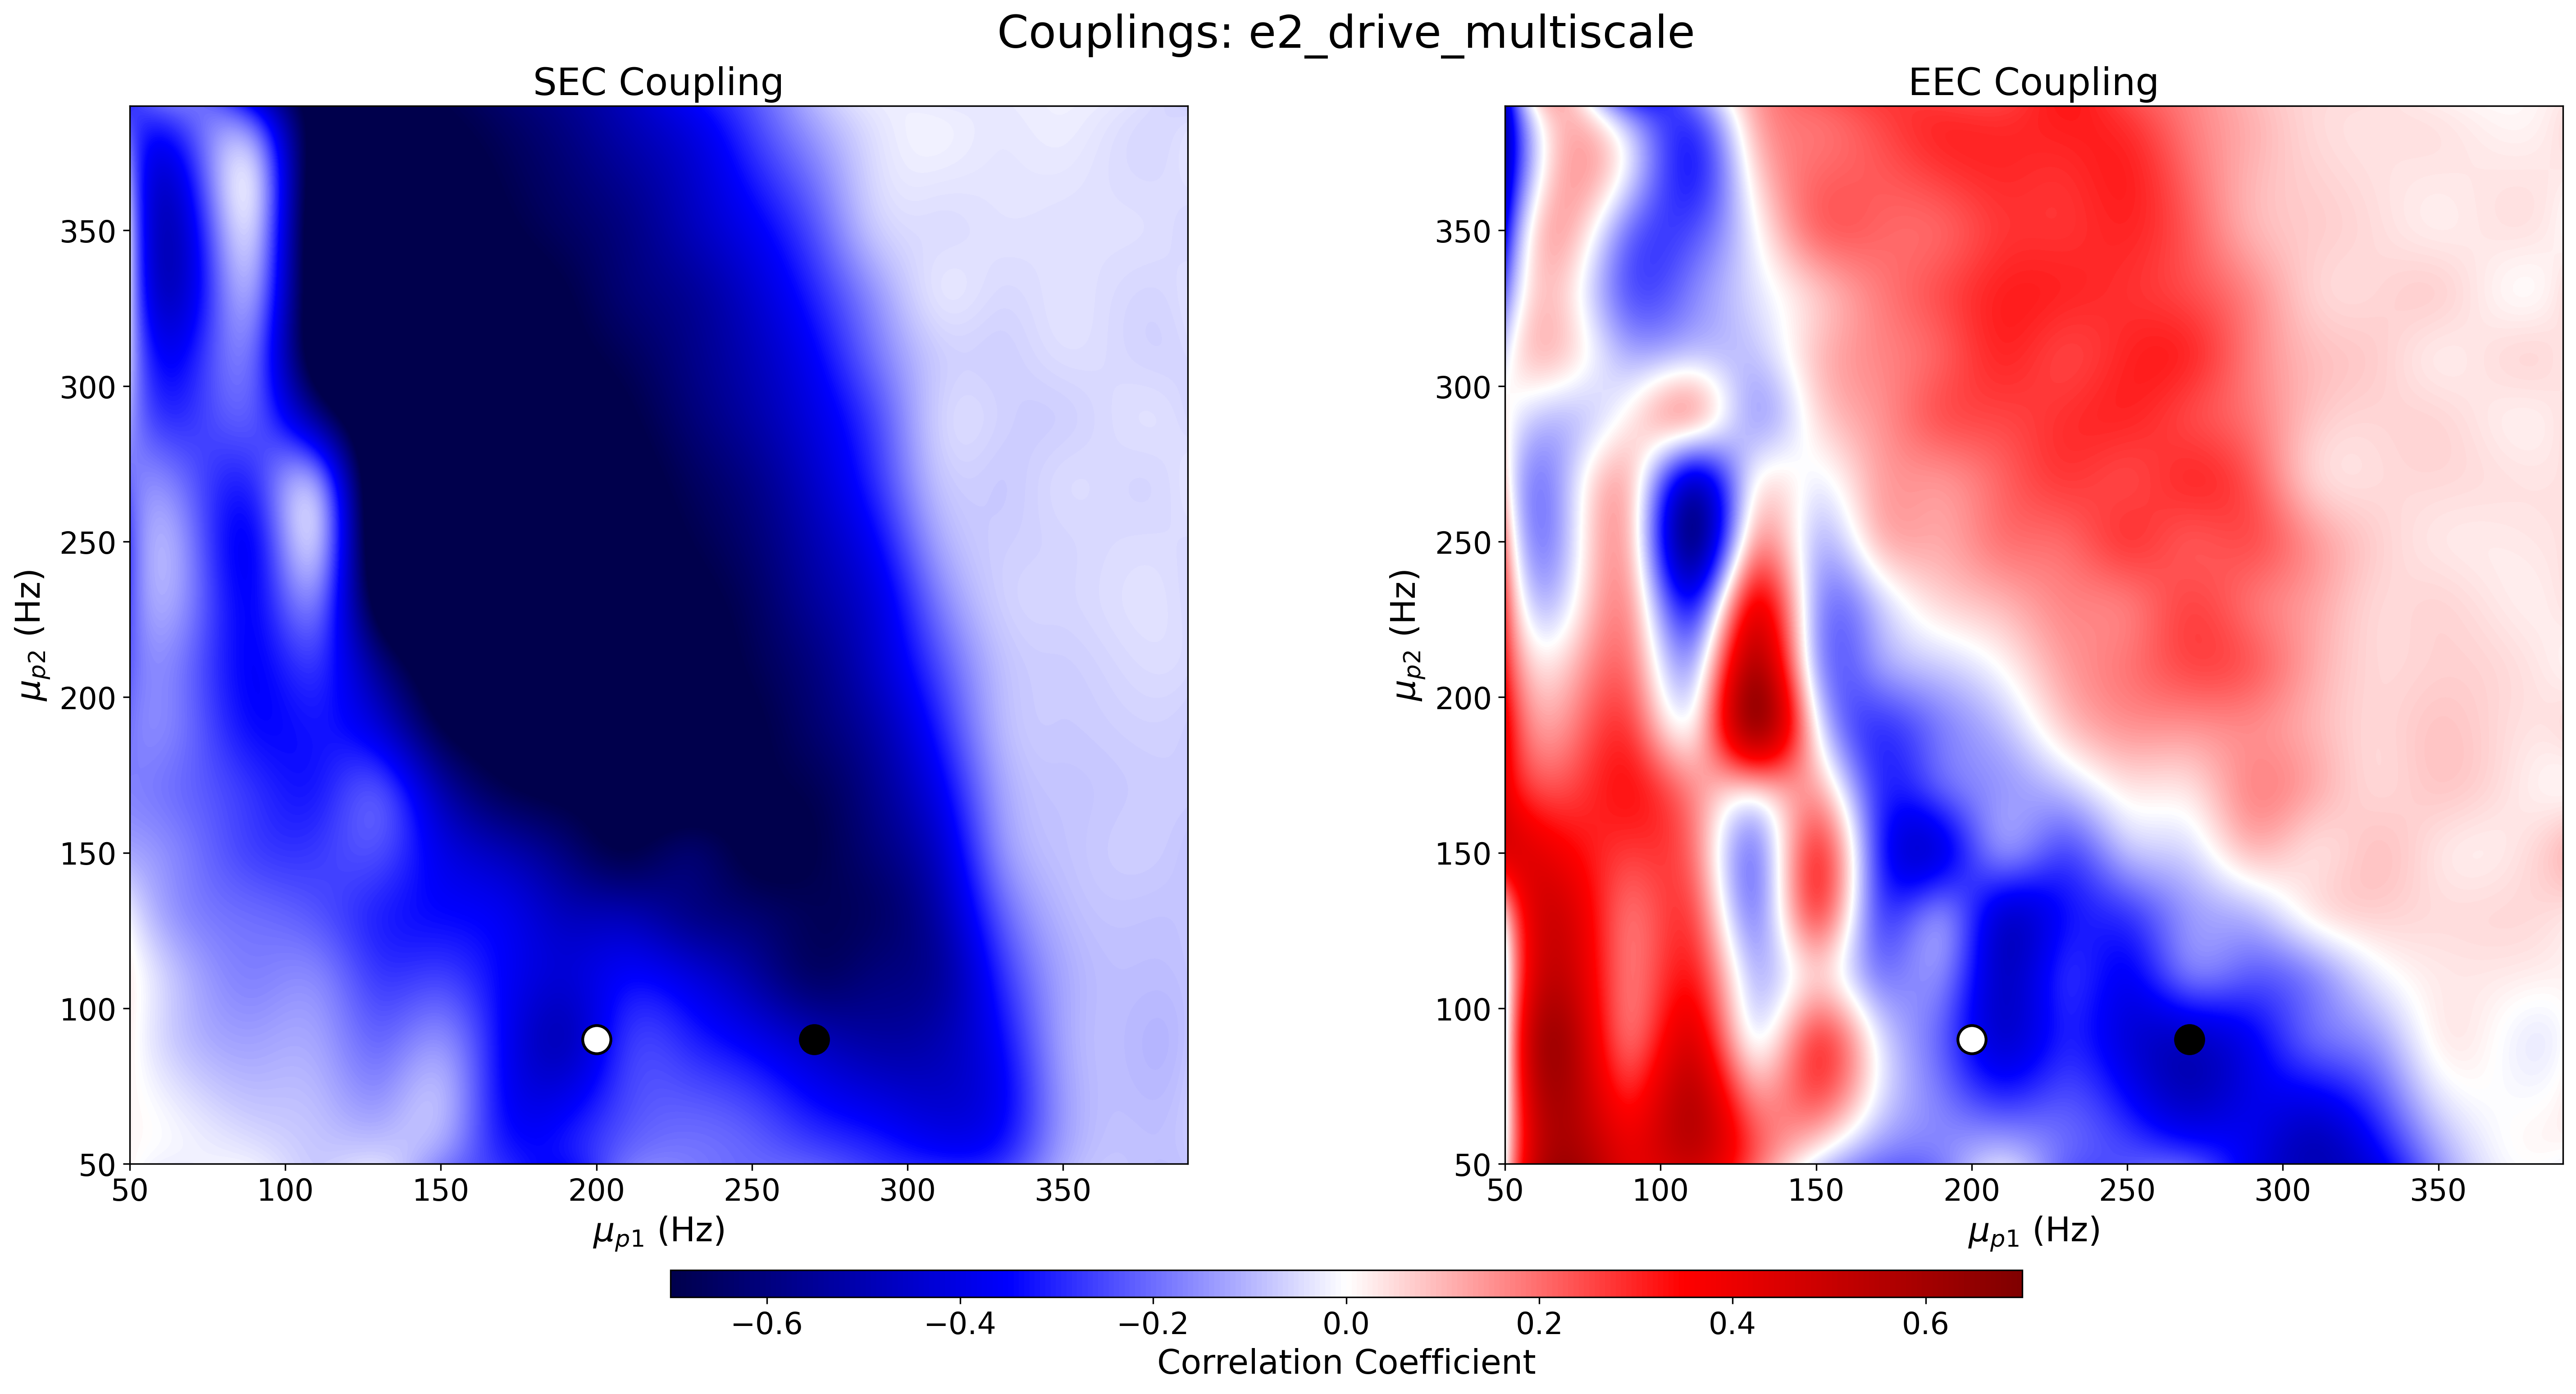 Couplings: e2_drive_multiscale
SEC Coupling
EEC Coupling
350
300
250
200
150
100
50
μp2 (Hz)
50 100 150 200 250 300 350
μp1 (Hz)
350
300
250
200
150
100
50
μp2 (Hz)
50 100 150 200 250 300 350
μp1 (Hz)
−0.6 −0.4 −0.2 0.0 0.2 0.4 0.6
Correlation Coefficient